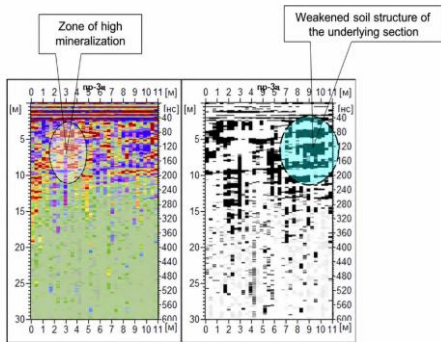 Zone of high
mineralization
Weakened soil structure of
the underlying section
пр-3а [м]
0 1 2 3 4 5 6 7 8 9 10 11
[м] [нс]
40
5 80
120
160
10 200
240
15 280
320
20 360
400
440
25 480
520
560
30 600
0 1 2 3 4 5 6 7 8 9 10 11
[м]
пр-3а [м]
0 1 2 3 4 5 6 7 8 9 10 11
[м] [нс]
40
5 80
120
160
10 200
240
15 280
320
20 360
400
440
25 480
520
560
30 600
0 1 2 3 4 5 6 7 8 9 10 11
[м]